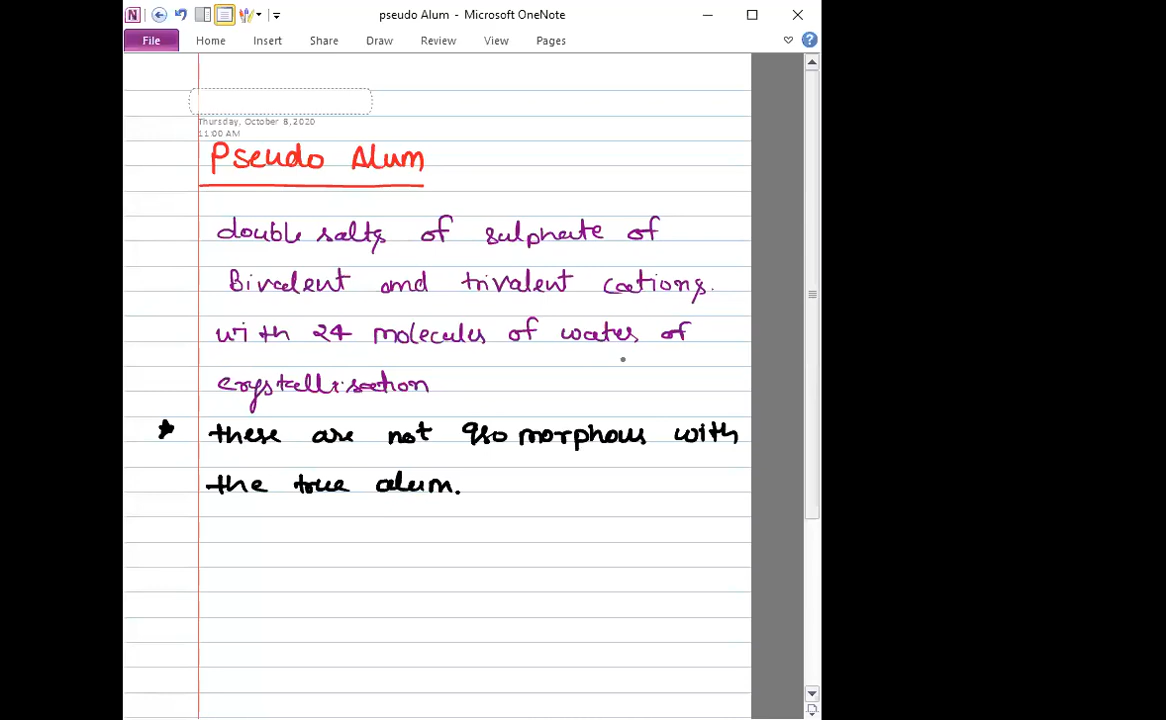 pseudo Alum - Microsoft OneNote
File Home Insert Share Draw Review View Pages
Thursday, October 8, 2020
11:00 AM
Pseudo Alum
double salts of sulphate of
Bivalent and trivalent cations.
with 24 molecules of water of
crystallisation
* these are not isomorphous with
the true alum.